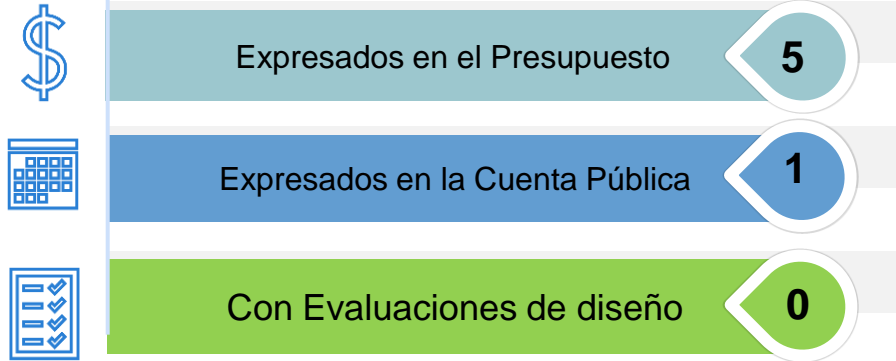 Expresados en el Presupuesto 5
Expresados en la Cuenta Pública 1
Con Evaluaciones de diseño 0